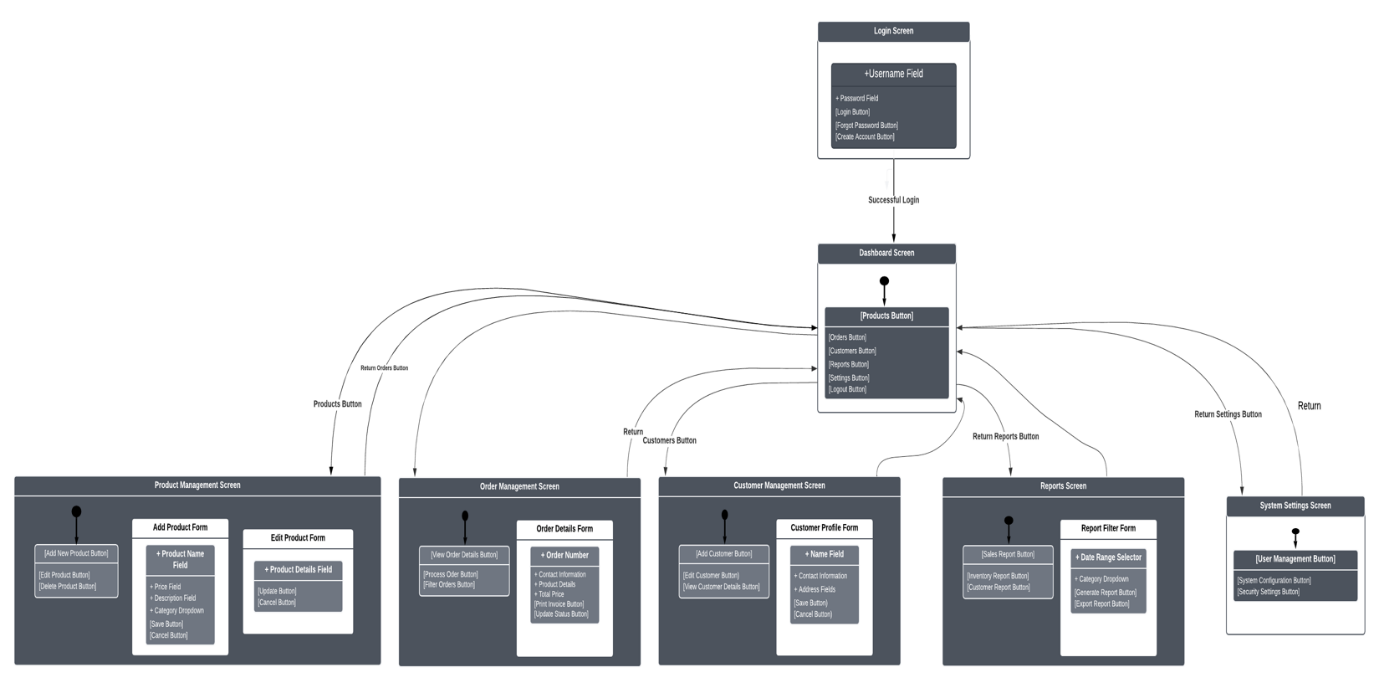 Login Screen
+Username Field
+ Password Field
[Login Button]
[Forgot Password Button]
[Create Account Button]
Successful Login
Dashboard Screen
[Products Button]
[Orders Button]
[Customers Button]
[Reports Button]
[Settings Button]
[Logout Button]
Return Orders Button
Products Button
Return
Customers Button
Return Reports Button
Return Settings Button
Return
Product Management Screen
[Add New Product Button]
[Edit Product Button]
[Delete Product Button]
Add Product Form
+ Product Name
Field
+ Price Field
+ Description Field
+ Category Dropdown
[Save Button]
[Cancel Button]
Edit Product Form
+ Product Details Field
[Update Button]
[Cancel Button]
Order Management Screen
[View Order Details Button]
[Process Oder Button]
[Filter Orders Button]
Order Details Form
+ Order Number
+ Contact Information
+ Product Details
+ Total Price
[Print Invoice Button]
[Update Status Button]
Customer Management Screen
[Add Customer Button]
[Edit Customer Button]
[View Customer Details Button]
Customer Profile Form
+ Name Field
+ Contact Information
+ Address Fields
[Save Button]
[Cancel Button]
Reports Screen
[Sales Report Button]
[Inventory Report Button]
[Customer Report Button]
Report Filter Form
+ Date Range Selector
+ Category Dropdown
[Generate Report Button]
[Export Report Button]
System Settings Screen
[User Management Button]
[System Configuration Button]
[Security Settings Button]